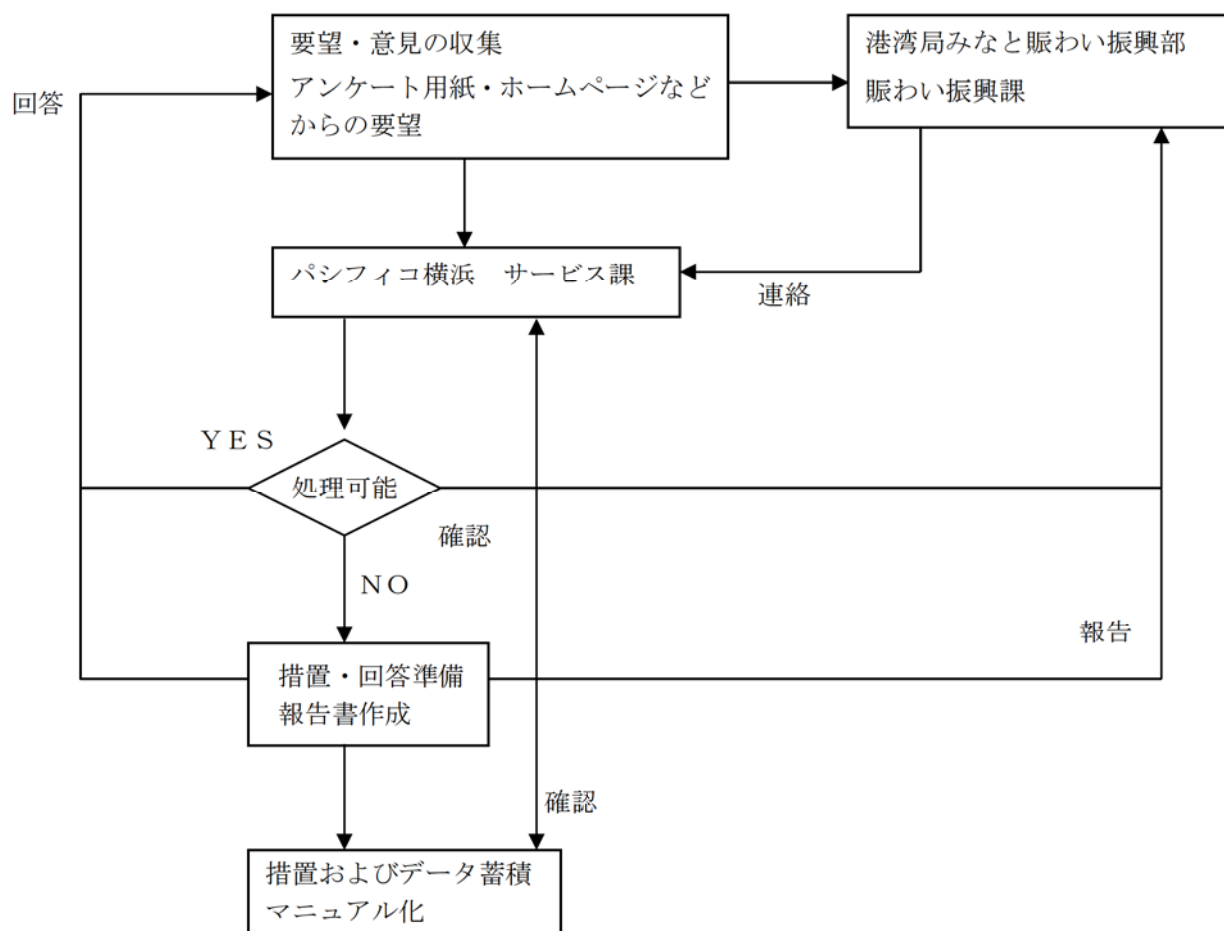 要望・意見の収集
アンケート用紙・ホームページなど
からの要望
港湾局みなと賑わい振興部
賑わい振興課
回答
パシフィコ横浜　サービス課
連絡
ＹＥＳ
処理可能
確認
ＮＯ
報告
措置・回答準備
報告書作成
確認
措置およびデータ蓄積
マニュアル化